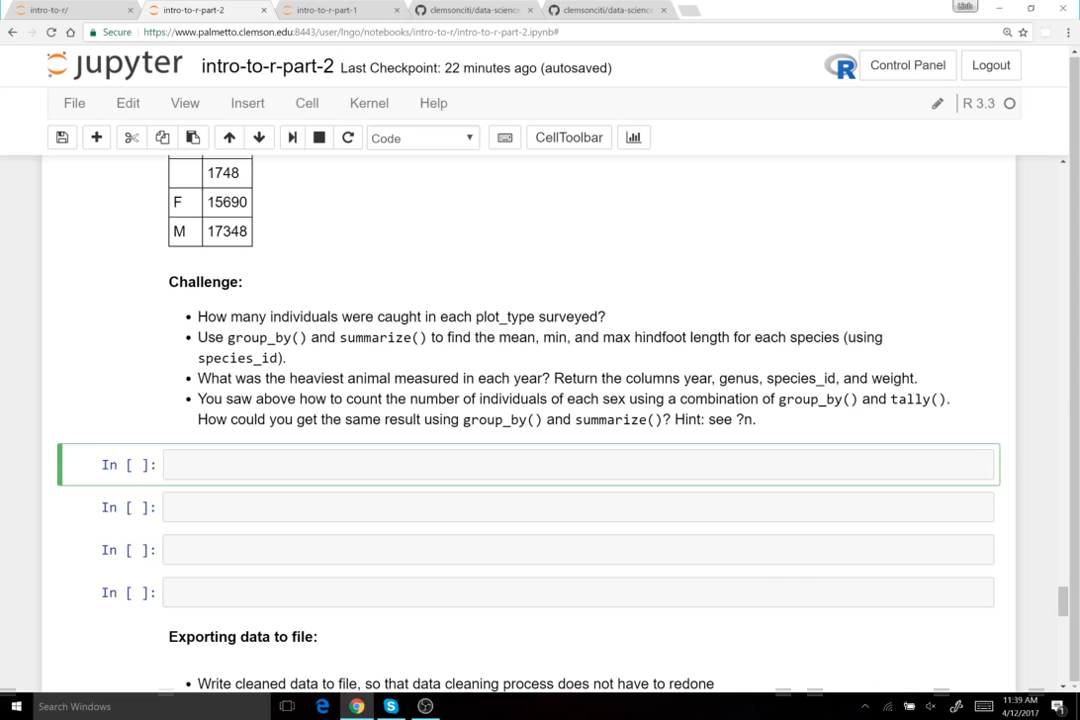 intro-to-r/ × intro-to-r-part-2 × intro-to-r-part-1 × clemsonciti/data-science × clemsonciti/data-science ×
Secure https://www.palmetto.clemson.edu:8443/user/lngo/notebooks/intro-to-r/intro-to-r-part-2.ipynb#
jupyter intro-to-r-part-2 Last Checkpoint: 22 minutes ago (autosaved) R Control Panel Logout
File Edit View Insert Cell Kernel Help R 3.3
Code CellToolbar
1748
F 15690
M 17348
Challenge:
• How many individuals were caught in each plot_type surveyed?
• Use group_by() and summarize() to find the mean, min, and max hindfoot length for each species (using
species_id).
• What was the heaviest animal measured in each year? Return the columns year, genus, species_id, and weight.
• You saw above how to count the number of individuals of each sex using a combination of group_by() and tally().
How could you get the same result using group_by() and summarize()? Hint: see ?n.
In [ ]:
In [ ]:
In [ ]:
In [ ]:
Exporting data to file:
• Write cleaned data to file, so that data cleaning process does not have to redone
Search Windows
11:39 AM
4/12/2017